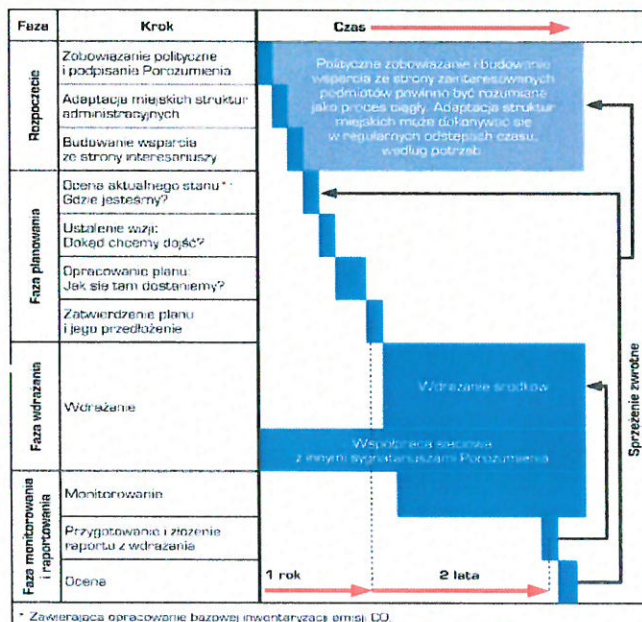 Faza
Krok
Czas
Rozpoczęcie
Zobowiązanie polityczne
i podpisanie Porozumienia
Adaptacja miejskich struktur
administracyjnych
Budowanie wsparcia
ze strony interesariuszy
Polityczne zobowiązanie i budowanie
wsparcia ze strony zainteresowanych
podmiotów powinno być rozumiane
jako proces ciągły. Adaptacja struktur
miejskich może dokonywać się
w regularnych odstępach czasu,
według potrzeb
Faza planowania
Ocena aktualnego stanu*:
Gdzie jesteśmy?
Ustalenie wizji:
Dokąd chcemy dojść?
Opracowanie planu:
Jak się tam dostaniemy?
Zatwierdzenie planu
i jego przedłożenie
Faza wdrażania
Wdrażanie
Wdrażanie środków
Współpraca sieciowa
z innymi sygnatariuszami Porozumienia
Faza monitorowania
i raportowania
Monitorowanie
Przygotowanie i złożenie
raportu z wdrażania
Ocena
1 rok
2 lata
Sprzężenie zwrotne
* Zawierająca opracowanie bazowej inwentaryzacji emisji CO